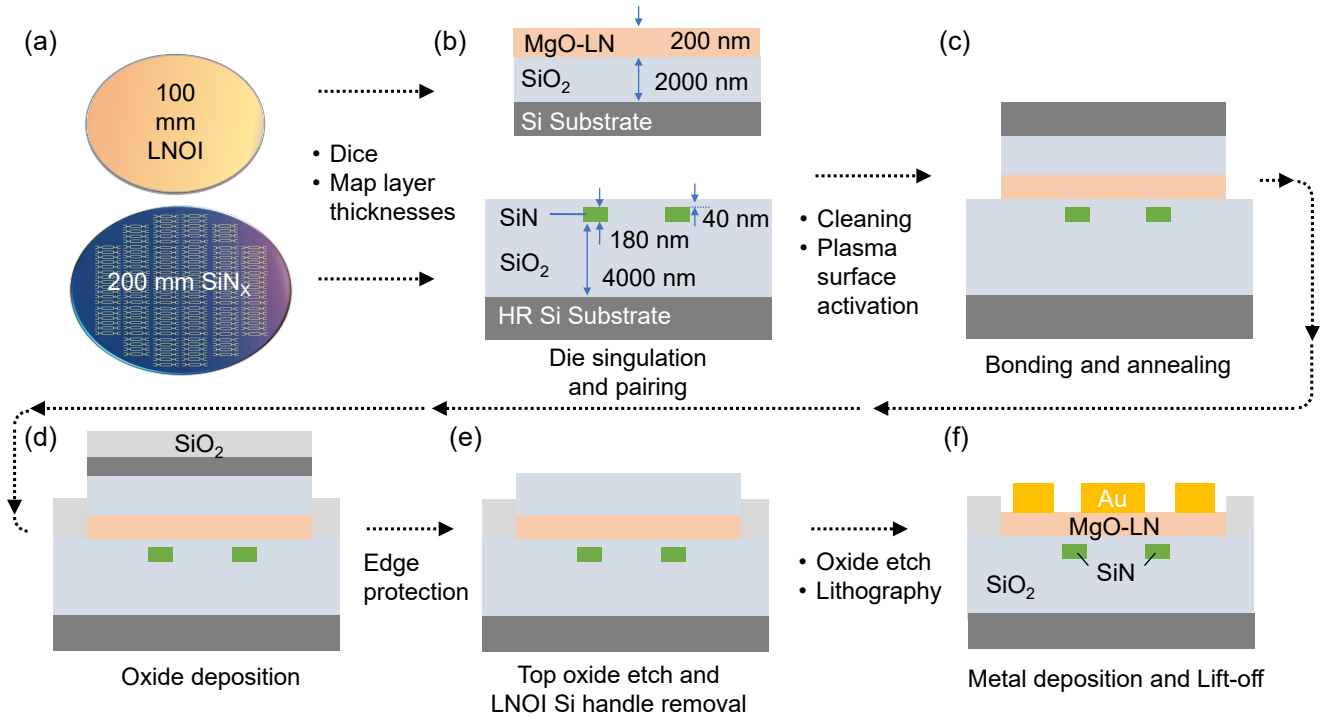 (a)
100
mm
LNOI
200 mm SiNₓ
• Dice
• Map layer
thicknesses
(b)
MgO-LN 200 nm
SiO₂ 2000 nm
Si Substrate
SiN 40 nm
180 nm
SiO₂
4000 nm
HR Si Substrate
Die singulation
and pairing
• Cleaning
• Plasma
surface
activation
(c)
Bonding and annealing
(d)
SiO₂
Oxide deposition
Edge
protection
(e)
Top oxide etch and
LNOI Si handle removal
• Oxide etch
• Lithography
(f)
Au
MgO-LN
SiN
SiO₂
Metal deposition and Lift-off